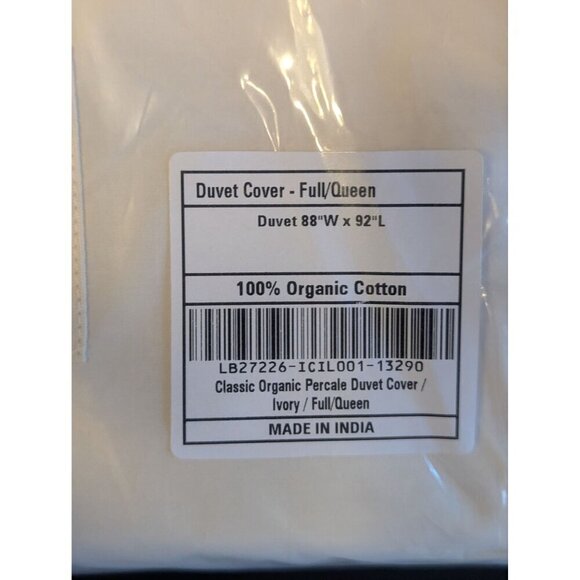 Duvet Cover - Full/Queen
Duvet 88"W x 92"L
100% Organic Cotton
LB27226-ICIL001-13290
Classic Organic Percale Duvet Cover /
Ivory / Full/Queen
MADE IN INDIA